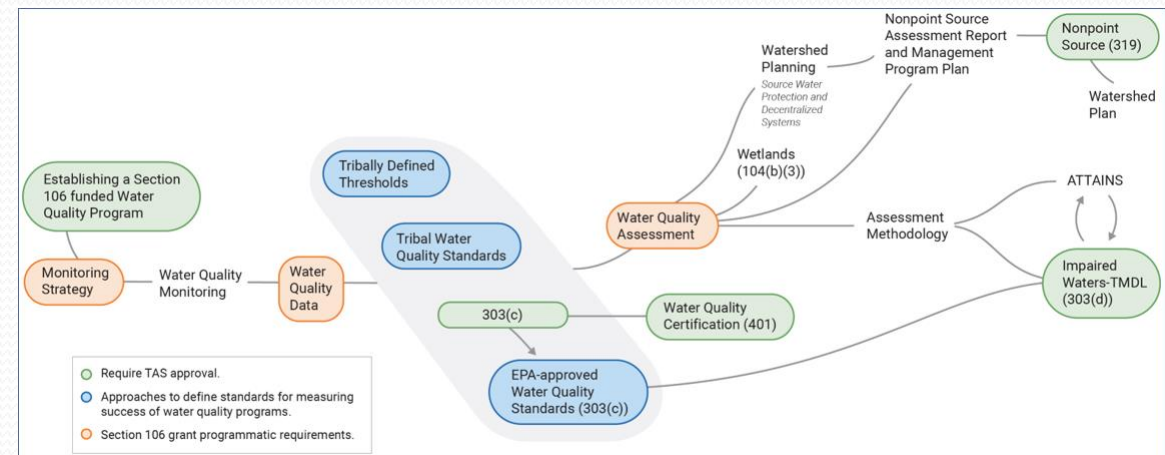 Establishing a Section
106 funded Water
Quality Program
Monitoring
Strategy
Water Quality
Monitoring
Water
Quality
Data
Tribally Defined
Thresholds
Tribal Water
Quality Standards
303(c)
EPA-approved
Water Quality
Standards (303(c))
Water Quality
Certification (401)
Water Quality
Assessment
Watershed
Planning
Source Water
Protection and
Decentralized
Systems
Wetlands
(104(b)(3))
Nonpoint Source
Assessment Report
and Management
Program Plan
Nonpoint
Source (319)
Watershed
Plan
Assessment
Methodology
ATTAINS
Impaired
Waters-TMDL
(303(d))
Require TAS approval.
Approaches to define standards for measuring
success of water quality programs.
Section 106 grant programmatic requirements.